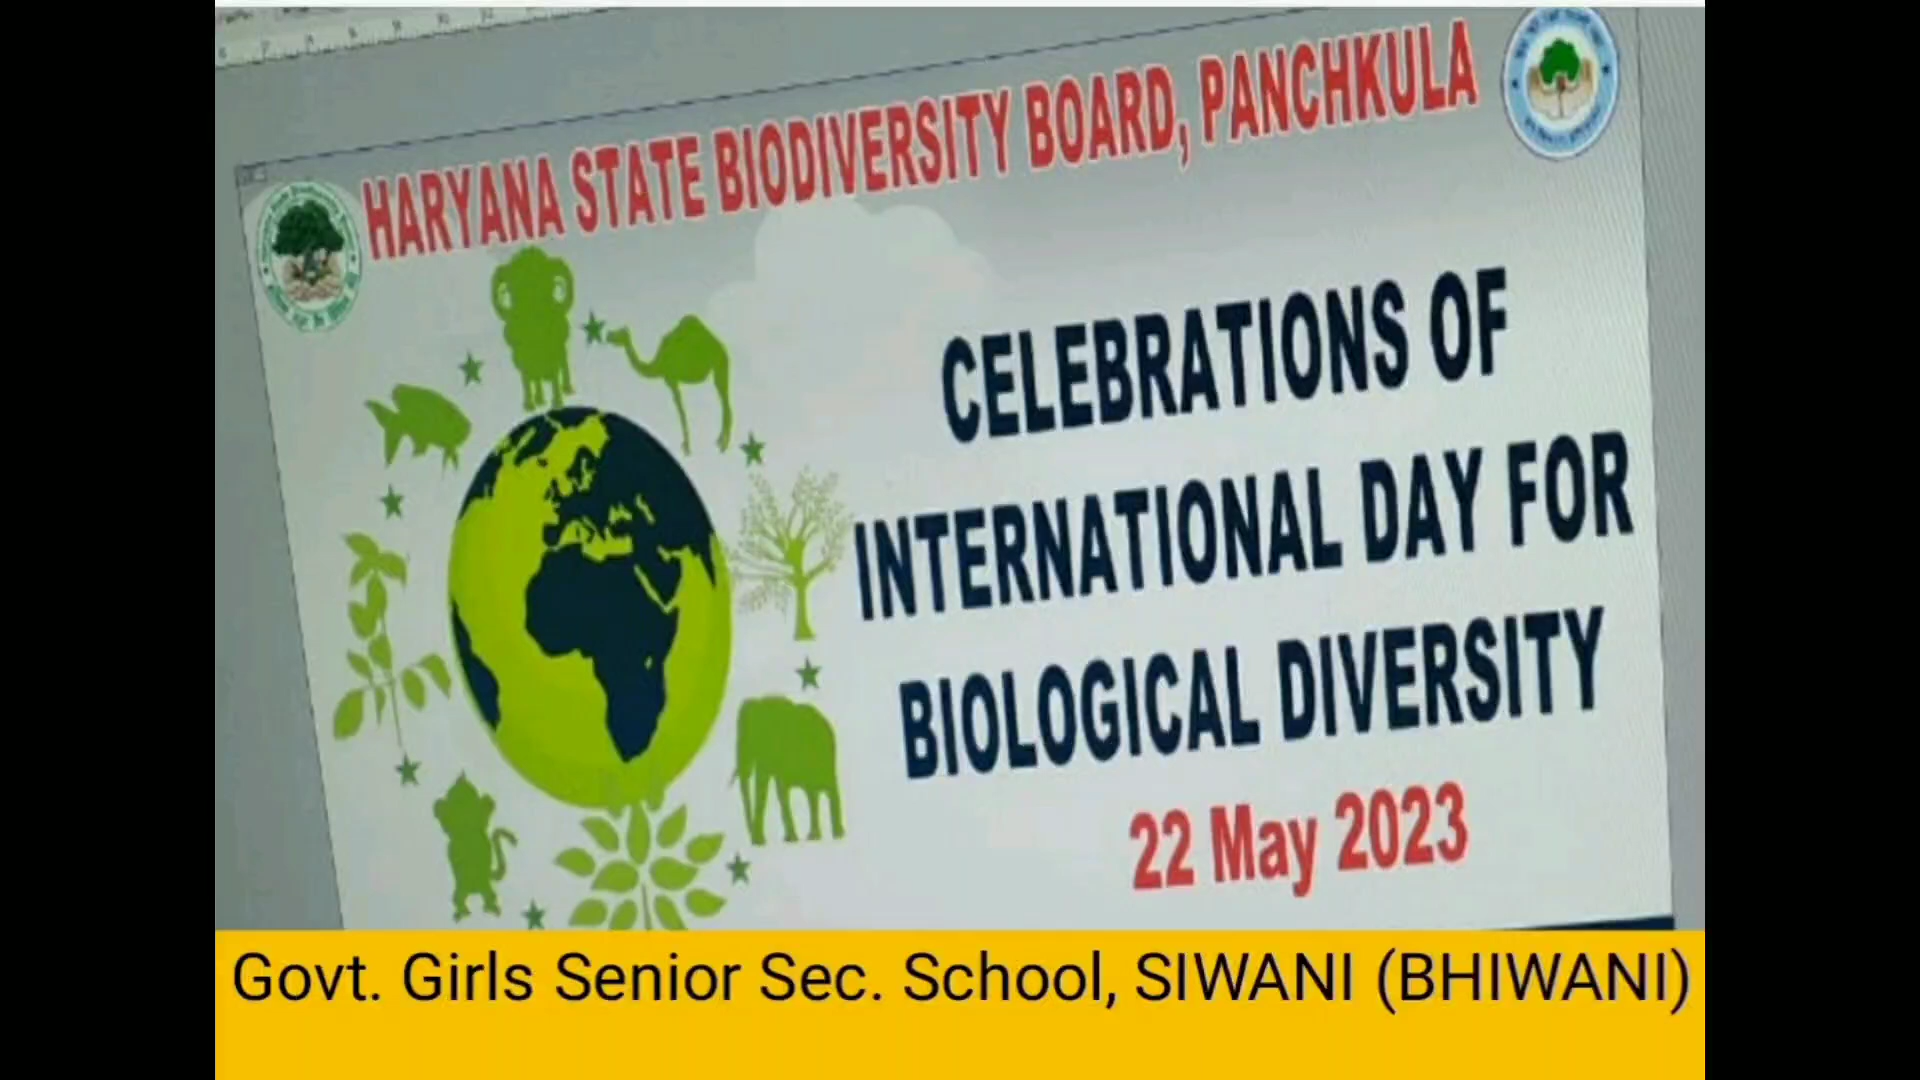 HARYANA STATE BIODIVERSITY BOARD, PANCHKULA
CELEBRATIONS OF
INTERNATIONAL DAY FOR
BIOLOGICAL DIVERSITY
22 May 2023
Govt. Girls Senior Sec. School, SIWANI (BHIWANI)